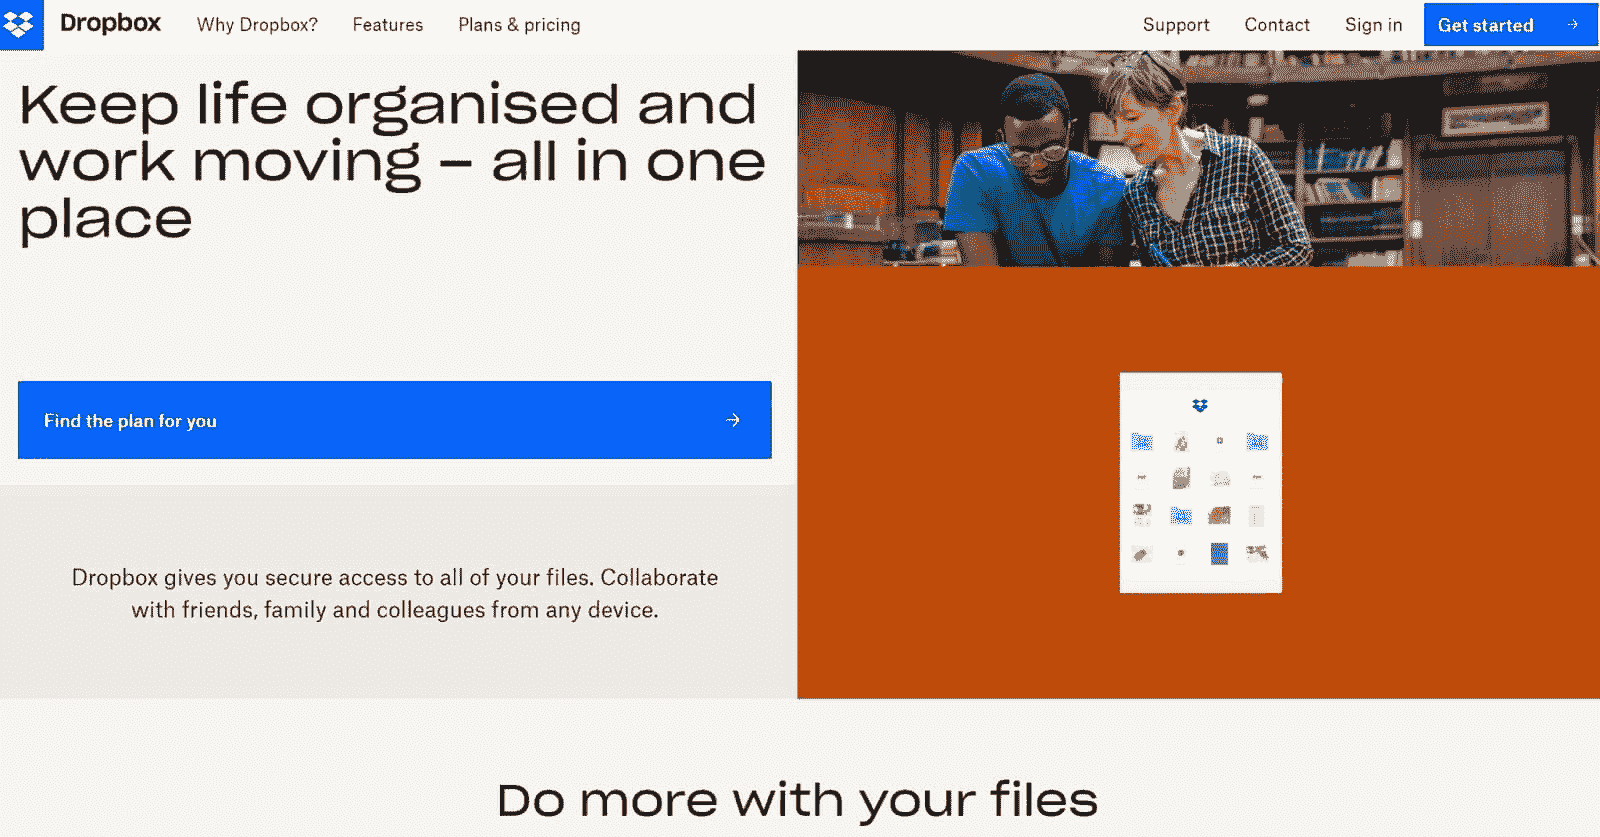 Dropbox
Why Dropbox?
Features
Plans & pricing
Support
Contact
Sign in
Get started
Keep life organised and
work moving – all in one
place
Find the plan for you
Dropbox gives you secure access to all of your files. Collaborate
with friends, family and colleagues from any device.
Do more with your files